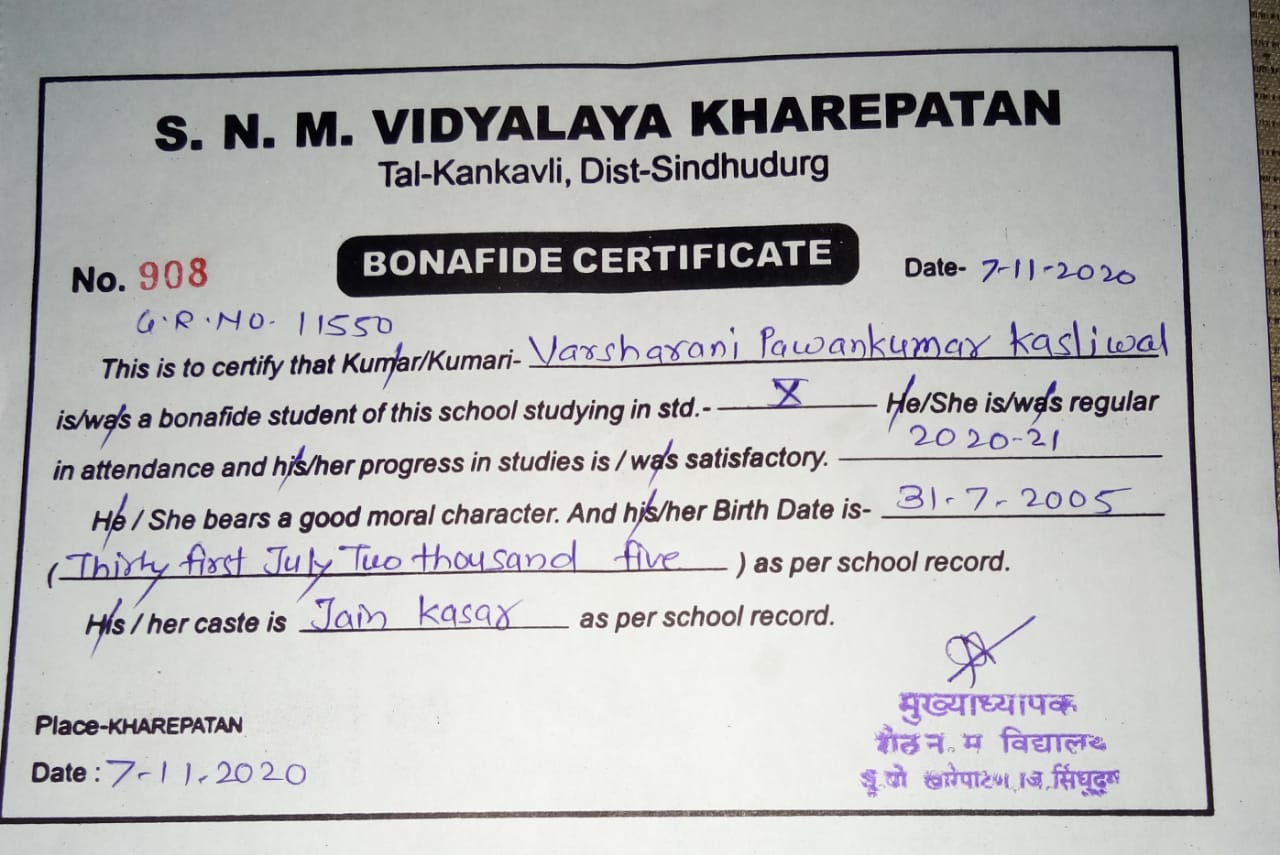 S. N. M. VIDYALAYA KHAREPATAN
Tal-Kankavli, Dist-Sindhudurg
No. 908 BONAFIDE CERTIFICATE Date- 7-11-2020
G.R.NO. 11550
This is to certify that Kumar/Kumari- Varsharani Pawankumar Kasliwal
is/was a bonafide student of this school studying in std.- X He/She is/was regular
in attendance and his/her progress in studies is / was satisfactory. 2020-21
He / She bears a good moral character. And his/her Birth Date is- 31-7-2005
(Thirty first July Two thousand five) as per school record.
His / her caste is Jain Kasar as per school record.
Place-KHAREPATAN
Date : 7-11-2020
मुख्याध्यापक
शेठ न. म विद्यालय
मू. पो खारेपाटण, जि. सिंधुदुर्ग